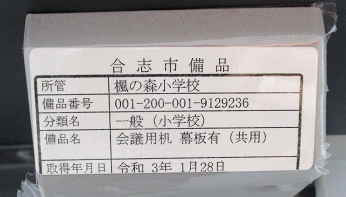 合志市備品
所管 楓の森小学校
備品番号 001-200-001-9129236
分類名 一般（小学校）
備品名 会議用机 幕板有（共用）
取得年月日 令和 3年 1月28日